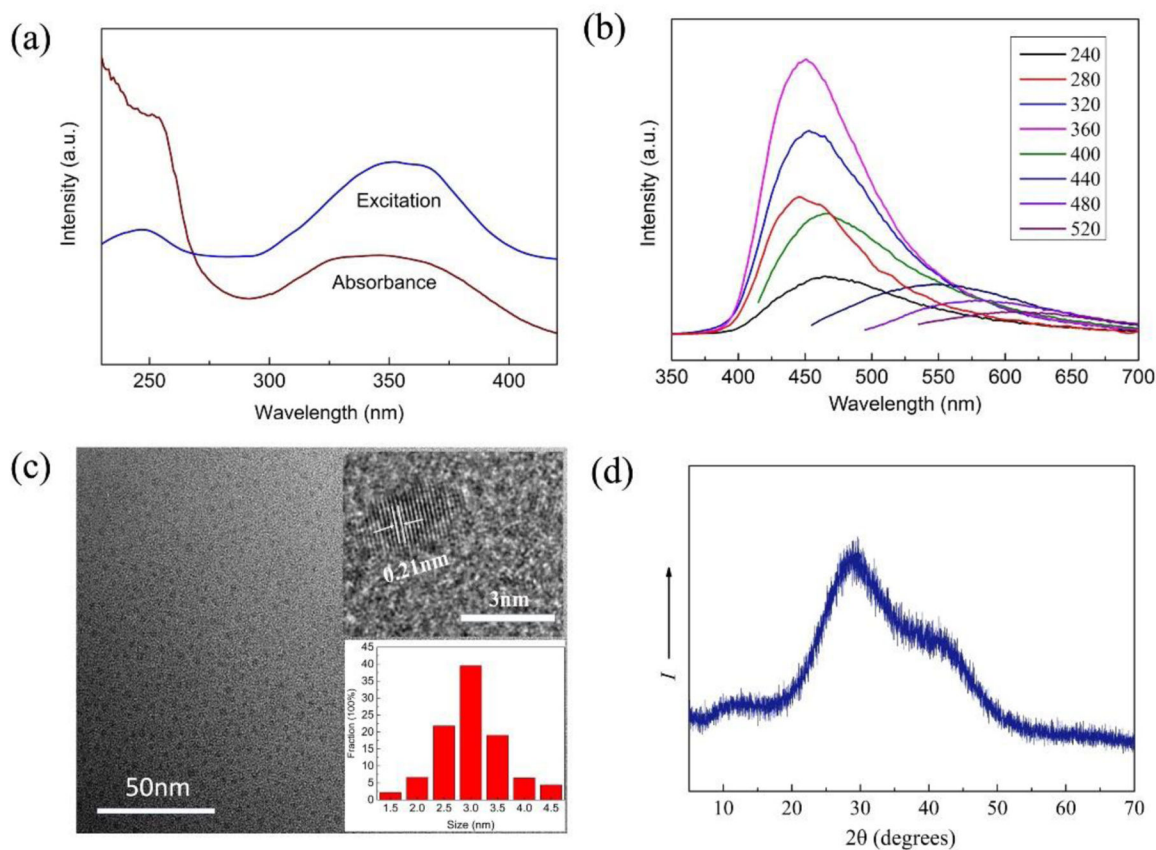 (a)
Intensity (a.u.)
Excitation
Absorbance
250 300 350 400
Wavelength (nm)
(b)
Intensity (a.u.)
240
280
320
360
400
440
480
520
350 400 450 500 550 600 650 700
Wavelength (nm)
(c)
50nm
0.21nm
3nm
Fraction (100%)
45
40
35
30
25
20
15
10
5
0
1.5 2.0 2.5 3.0 3.5 4.0 4.5
Size (nm)
(d)
I
10 20 30 40 50 60 70
2θ (degrees)